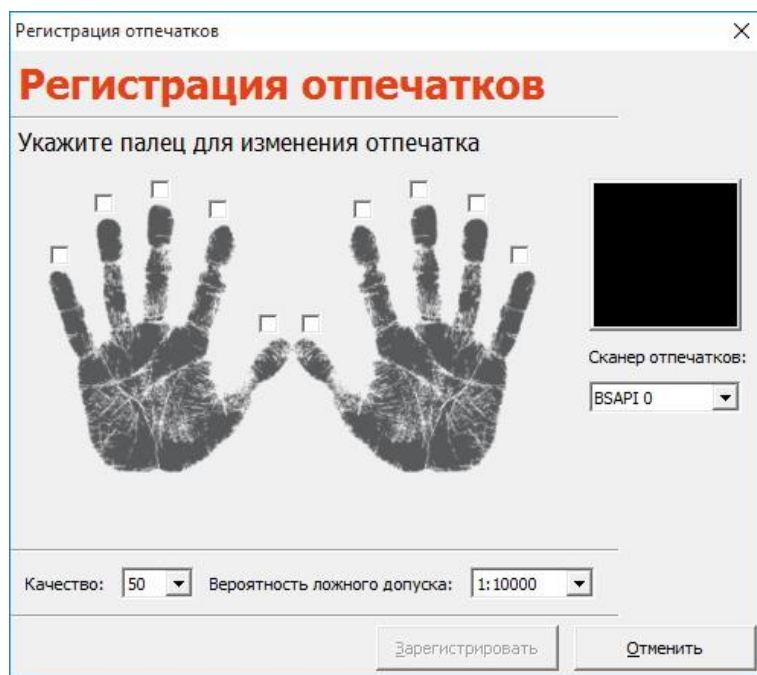 Регистрация отпечатков
Регистрация отпечатков
Укажите палец для изменения отпечатка
Сканер отпечатков:
BSAPI 0
Качество: 50 Вероятность ложного допуска: 1:10000
Зарегистрировать Отменить